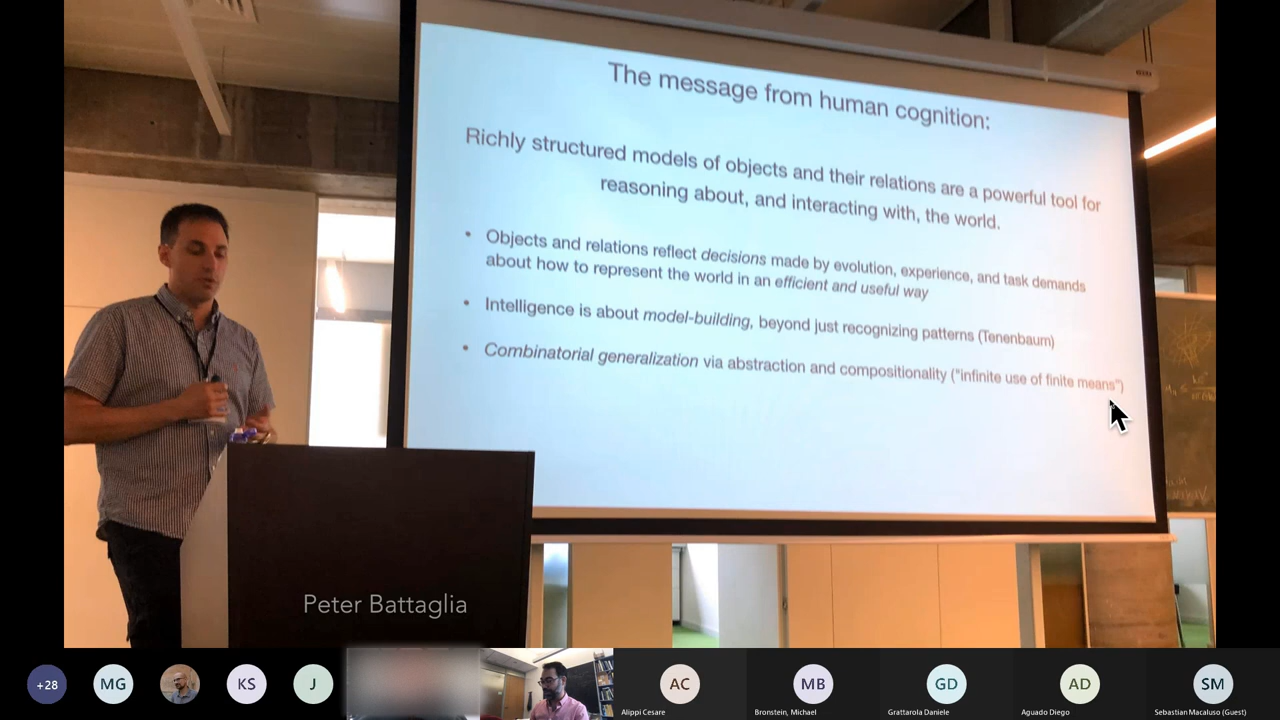 The message from human cognition:
Richly structured models of objects and their relations are a powerful tool for
reasoning about, and interacting with, the world.
• Objects and relations reflect decisions made by evolution, experience, and task demands
about how to represent the world in an efficient and useful way
• Intelligence is about model-building, beyond just recognizing patterns (Tenenbaum)
• Combinatorial generalization via abstraction and compositionality ("infinite use of finite means")
Peter Battaglia
+28
MG
KS
J
AC
MB
GD
AD
SM
Alippi Cesare
Bronstein, Michael
Grattarola Daniele
Aguado Diego
Sebastian Macaluso (Guest)